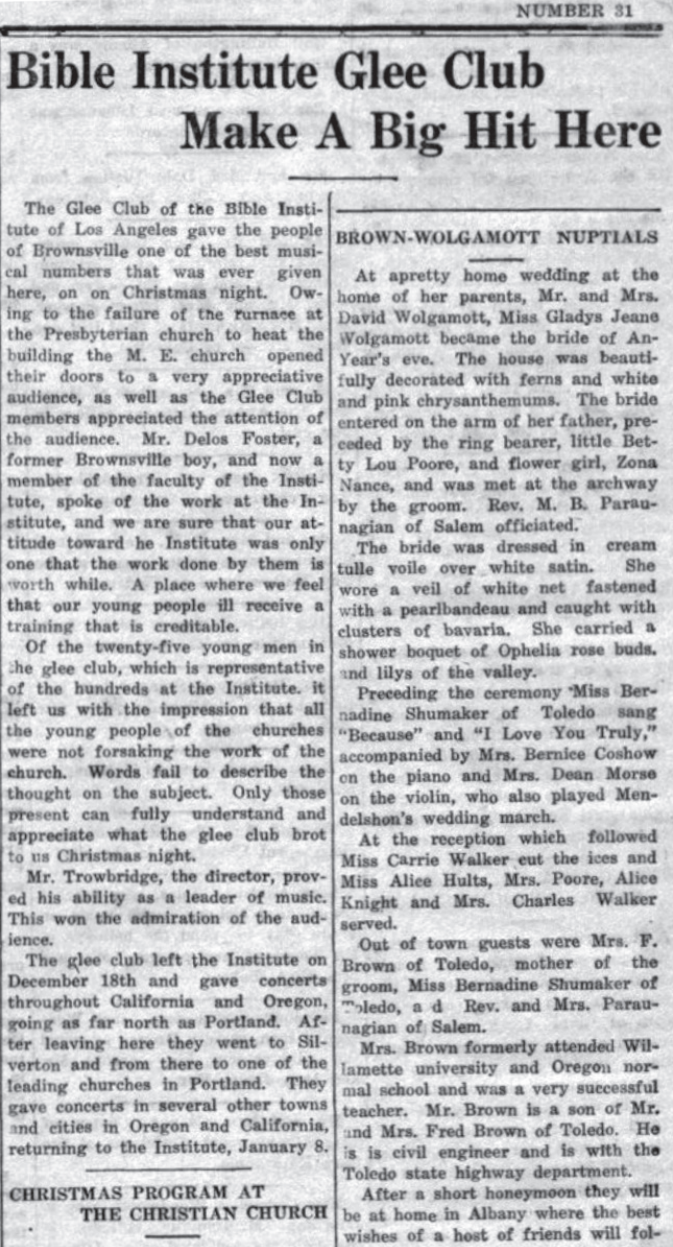 NUMBER 31
Bible Institute Glee Club
Make A Big Hit Here
The Glee Club of the Bible Insti-
tute of Los Angeles gave the people
of Brownsville one of the best musi-
cal numbers that was ever given
here, on on Christmas night. Ow-
ing to the failure of the furnace at
the Presbyterian church to heat the
building the M. E. church opened
their doors to a very appreciative
audience, as well as the Glee Club
members appreciated the attention of
the audience. Mr. Delos Foster, a
former Brownsville boy, and now a
member of the faculty of the Insti-
tute, spoke of the work at the In-
stitute, and we are sure that our at-
titude toward he Institute was only
one that the work done by them is
worth while. A place where we feel
that our young people ill receive a
training that is creditable.
Of the twenty-five young men in
the glee club, which is representative
of the hundreds at the Institute. it
left us with the impression that all
the young people of the churches
were not forsaking the work of the
church. Words fail to describe the
thought on the subject. Only those
present can fully understand and
appreciate what the glee club brot
to us Christmas night.
Mr. Trowbridge, the director, prov-
ed his ability as a leader of music.
This won the admiration of the aud-
ience.
The glee club left the Institute on
December 18th and gave concerts
throughout California and Oregon,
going as far north as Portland. Af-
ter leaving here they went to Sil-
verton and from there to one of the
leading churches in Portland. They
gave concerts in several other towns
and cities in Oregon and California,
returning to the Institute, January 8.
CHRISTMAS PROGRAM AT
THE CHRISTIAN CHURCH
BROWN-WOLGAMOTT NUPTIALS
At apretty home wedding at the
home of her parents, Mr. and Mrs.
David Wolgamott, Miss Gladys Jeane
Wolgamott became the bride of An-
Year's eve. The house was beauti-
fully decorated with ferns and white
and pink chrysanthemums. The bride
entered on the arm of her father, pre-
ceded by the ring bearer, little Bet-
ty Lou Poore, and flower girl, Zona
Nance, and was met at the archway
by the groom. Rev. M. B. Parau-
nagian of Salem officiated.
The bride was dressed in cream
tulle voile over white satin. She
wore a veil of white net fastened
with a pearlbandeau and caught with
clusters of bavaria. She carried a
shower boquet of Ophelia rose buds.
and lilys of the valley.
Preceding the ceremony Miss Ber-
nadine Shumaker of Toledo sang
"Because" and "I Love You Truly,"
accompanied by Mrs. Bernice Coshow
on the piano and Mrs. Dean Morse
on the violin, who also played Men-
delshon's wedding march.
At the reception which followed
Miss Carrie Walker cut the ices and
Miss Alice Hults, Mrs. Poore, Alice
Knight and Mrs. Charles Walker
served.
Out of town guests were Mrs. F.
Brown of Toledo, mother of the
groom, Miss Bernadine Shumaker of
Toledo, a d Rev. and Mrs. Parau-
nagian of Salem.
Mrs. Brown formerly attended Wil-
lamette university and Oregon nor-
mal school and was a very successful
teacher. Mr. Brown is a son of Mr.
and Mrs. Fred Brown of Toledo. He
is is civil engineer and is with the
Toledo state highway department.
After a short honeymoon they will
be at home in Albany where the best
wishes of a host of friends will fol-